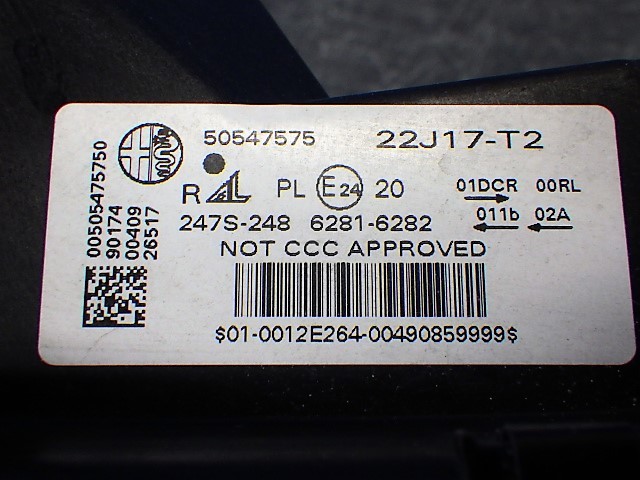 50547575 22J17-T2
R AL PL E24 20 01DCR 00RL
247S-248 6281-6282 011b 02A
NOT CCC APPROVED
$01-0012E264-00490859999$
00505475750
90174
00409
26517